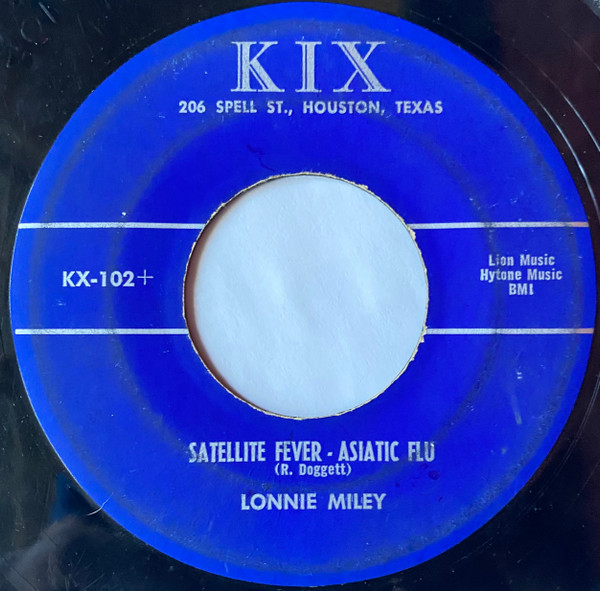 KIX
206 SPELL ST., HOUSTON, TEXAS
KX-102+
Lion Music
Hytone Music
BMI
SATELLITE FEVER - ASIATIC FLU
(R. Doggett)
LONNIE MILEY